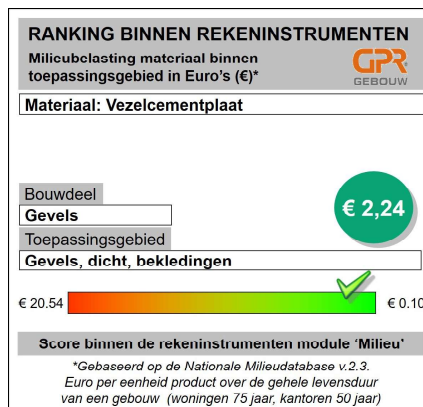 RANKING BINNEN REKENINSTRUMENTEN
Milieubelasting materiaal binnen
toepassingsgebied in Euro's (€)*
GPR
GEBOUW
Materiaal: Vezelcementplaat
Bouwdeel
Gevels
€ 2,24
Toepassingsgebied
Gevels, dicht, bekledingen
€ 20.54
€ 0.10
Score binnen de rekeninstrumenten module ‘Milieu’
*Gebaseerd op de Nationale Milieudatabase v.2.3.
Euro per eenheid product over de gehele levensduur
van een gebouw (woningen 75 jaar, kantoren 50 jaar)